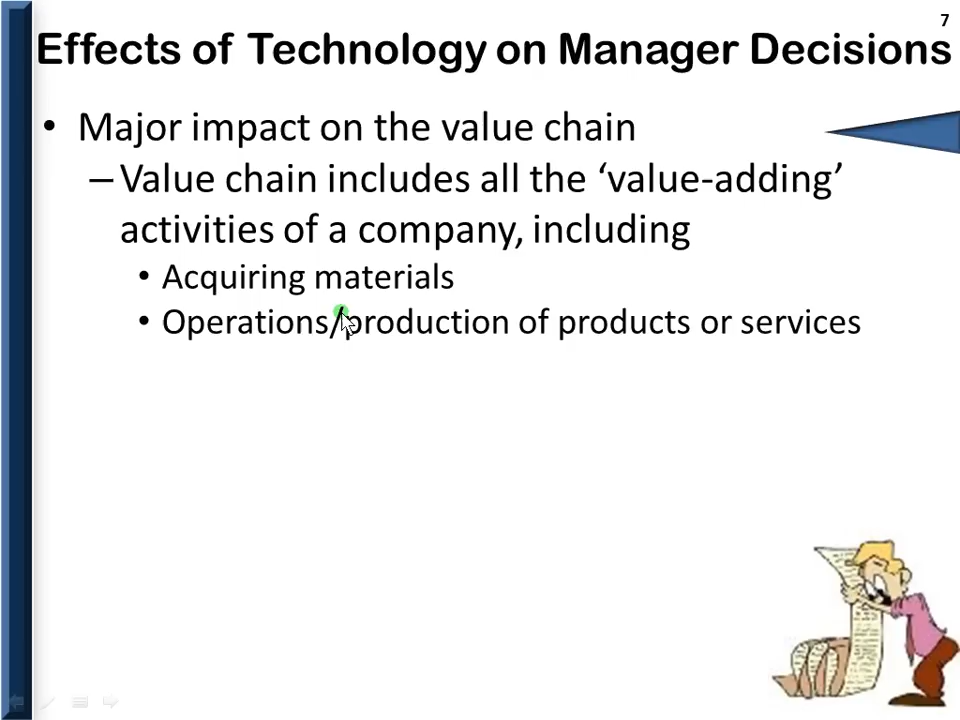 7
Effects of Technology on Manager Decisions
• Major impact on the value chain
– Value chain includes all the ‘value-adding’
activities of a company, including
• Acquiring materials
• Operations/production of products or services